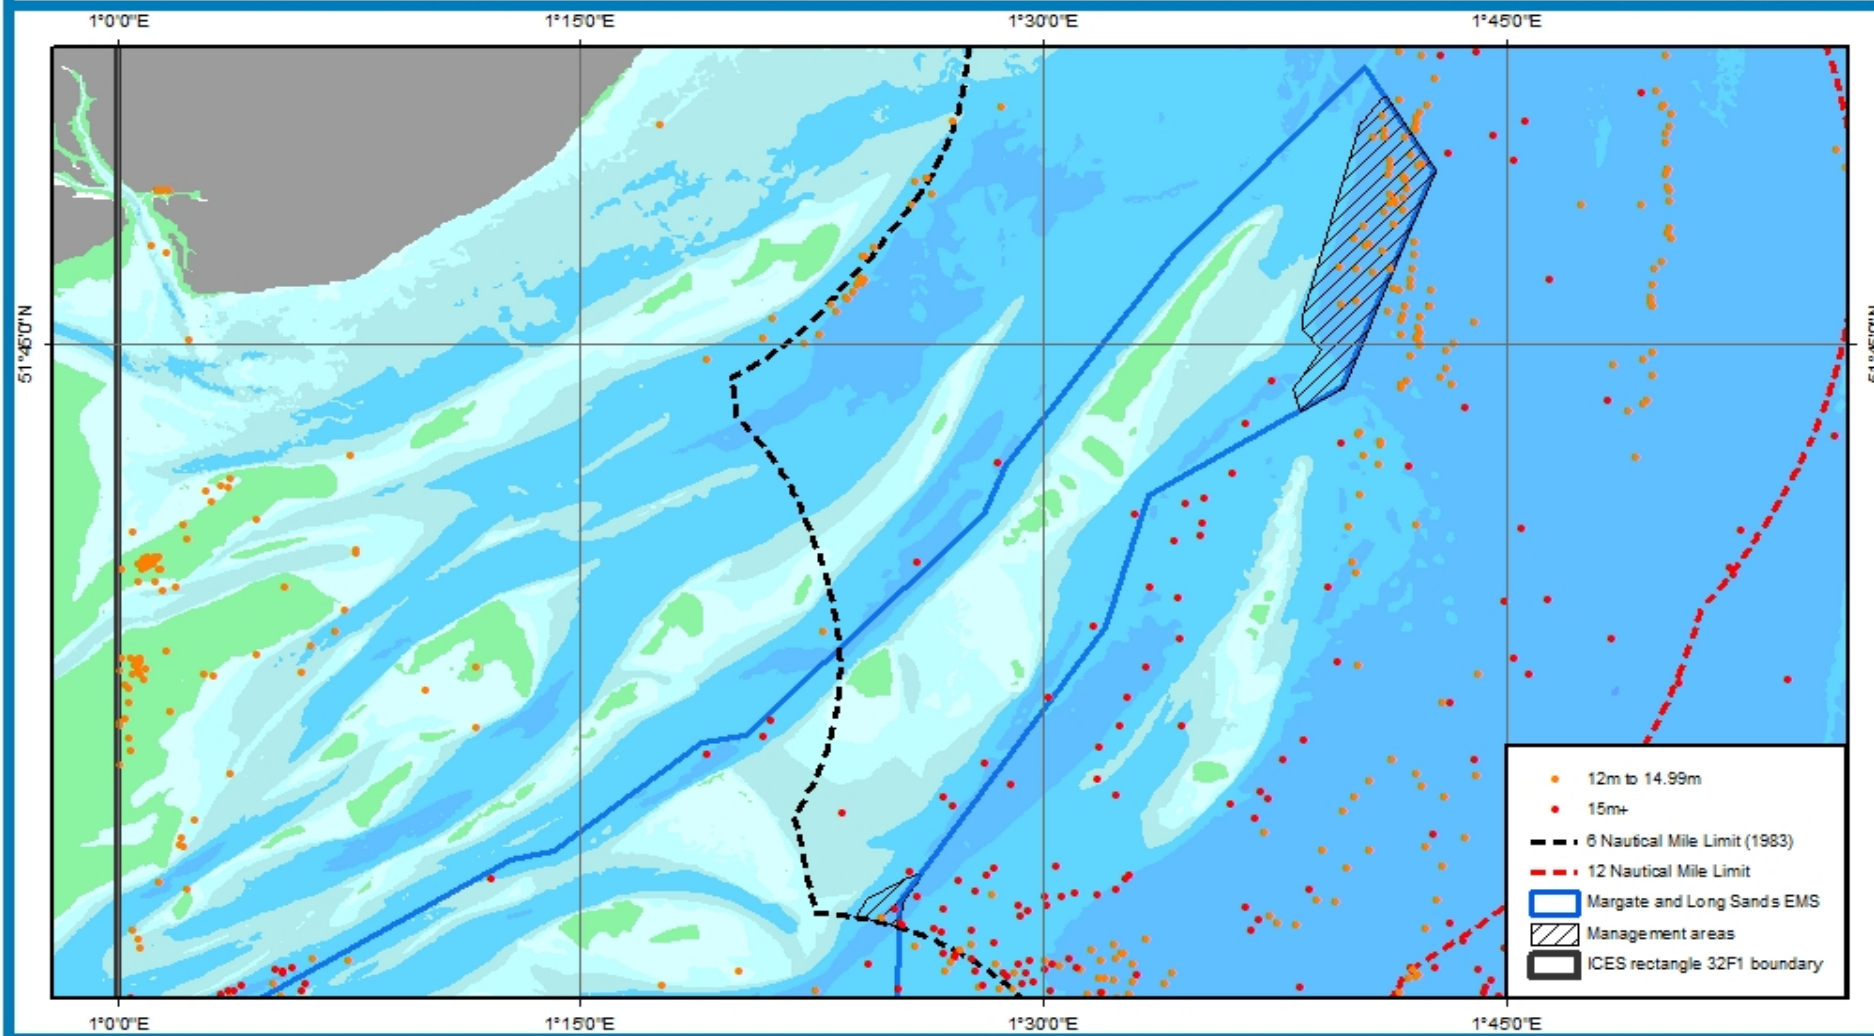 1°0'0"E 1°15'0"E 1°30'0"E 1°45'0"E
51°45'0"N
12m to 14.99m
15m+
6 Nautical Mile Limit (1983)
12 Nautical Mile Limit
Margate and Long Sands EMS
Management areas
ICES rectangle 32F1 boundary
1°0'0"E 1°15'0"E 1°30'0"E 1°45'0"E